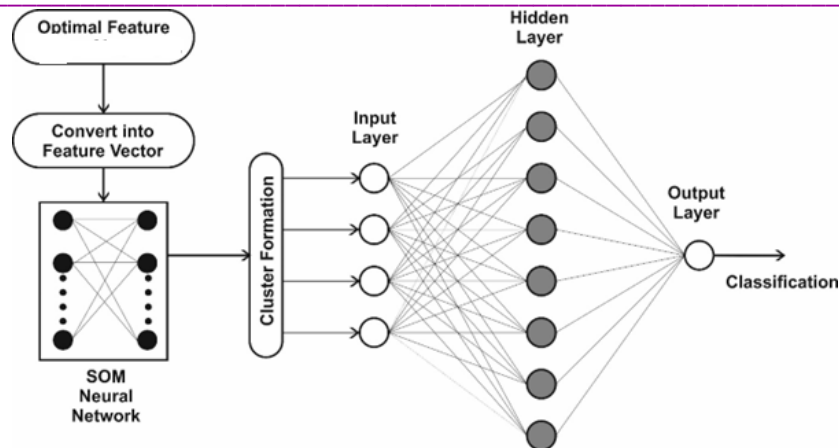 Optimal Feature
Convert into
Feature Vector
SOM
Neural
Network
Cluster Formation
Input
Layer
Hidden
Layer
Output
Layer
Classification